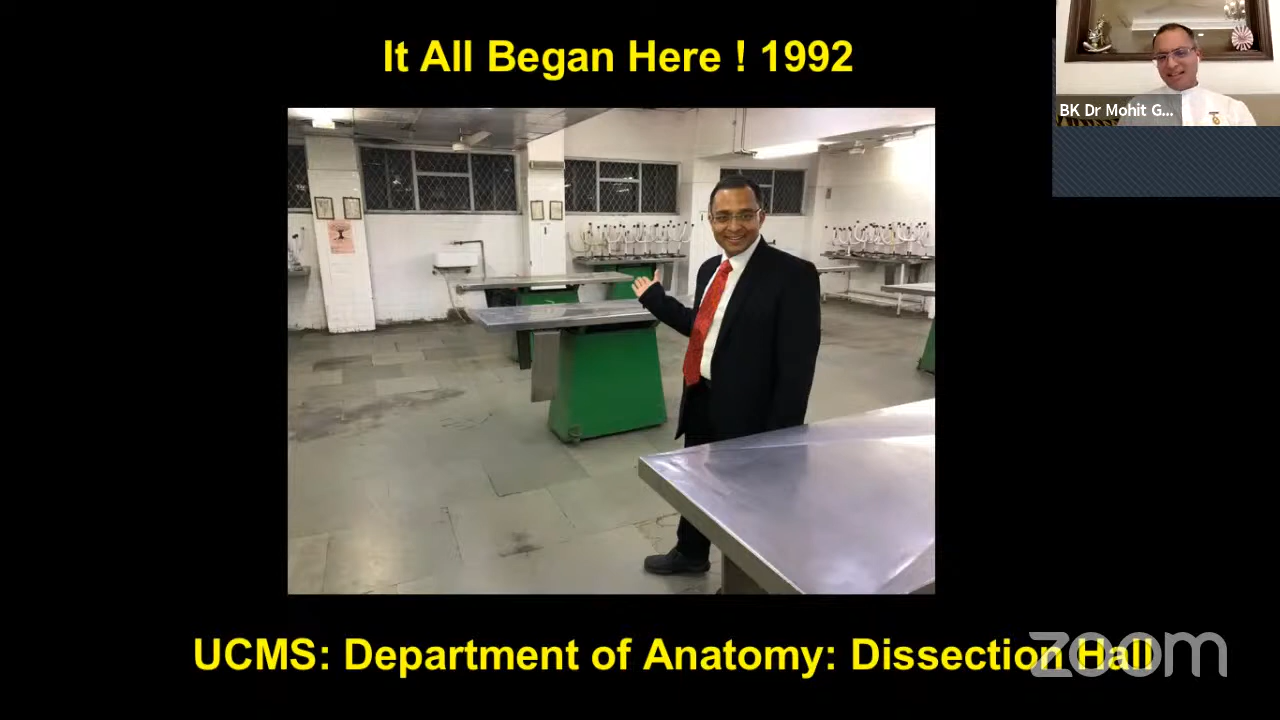 It All Began Here ! 1992
BK Dr Mohit G...
UCMS: Department of Anatomy: Dissection Hall
zoom